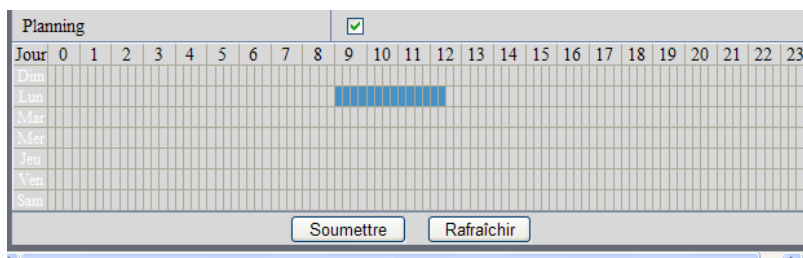 Planning
Jour 0 1 2 3 4 5 6 7 8 9 10 11 12 13 14 15 16 17 18 19 20 21 22 23
Dim
Lun
Mar
Mer
Jeu
Ven
Sam
Soumettre Rafraîchir